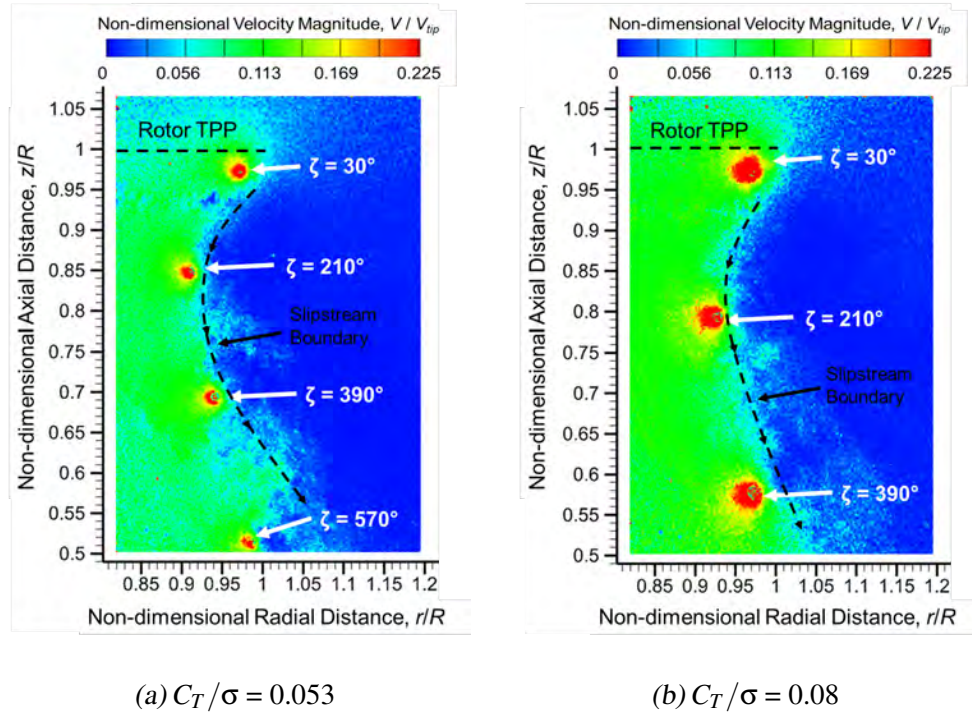 Non-dimensional Velocity Magnitude, V / Vtip
0 0.056 0.113 0.169 0.225
Non-dimensional Axial Distance, z/R
1.05
1
0.95
0.9
0.85
0.8
0.75
0.7
0.65
0.6
0.55
0.5
Rotor TPP
ζ = 30°
ζ = 210°
Slipstream
Boundary
ζ = 390°
ζ = 570°
0.85 0.9 0.95 1 1.05 1.1 1.15 1.2
Non-dimensional Radial Distance, r/R
(a) CT/σ = 0.053
Non-dimensional Velocity Magnitude, V / Vtip
0 0.056 0.113 0.169 0.225
Non-dimensional Axial Distance, z/R
1.05
1
0.95
0.9
0.85
0.8
0.75
0.7
0.65
0.6
0.55
0.5
Rotor TPP
ζ = 30°
ζ = 210°
Slipstream
Boundary
ζ = 390°
0.85 0.9 0.95 1 1.05 1.1 1.15 1.2
Non-dimensional Radial Distance, r/R
(b) CT/σ = 0.08